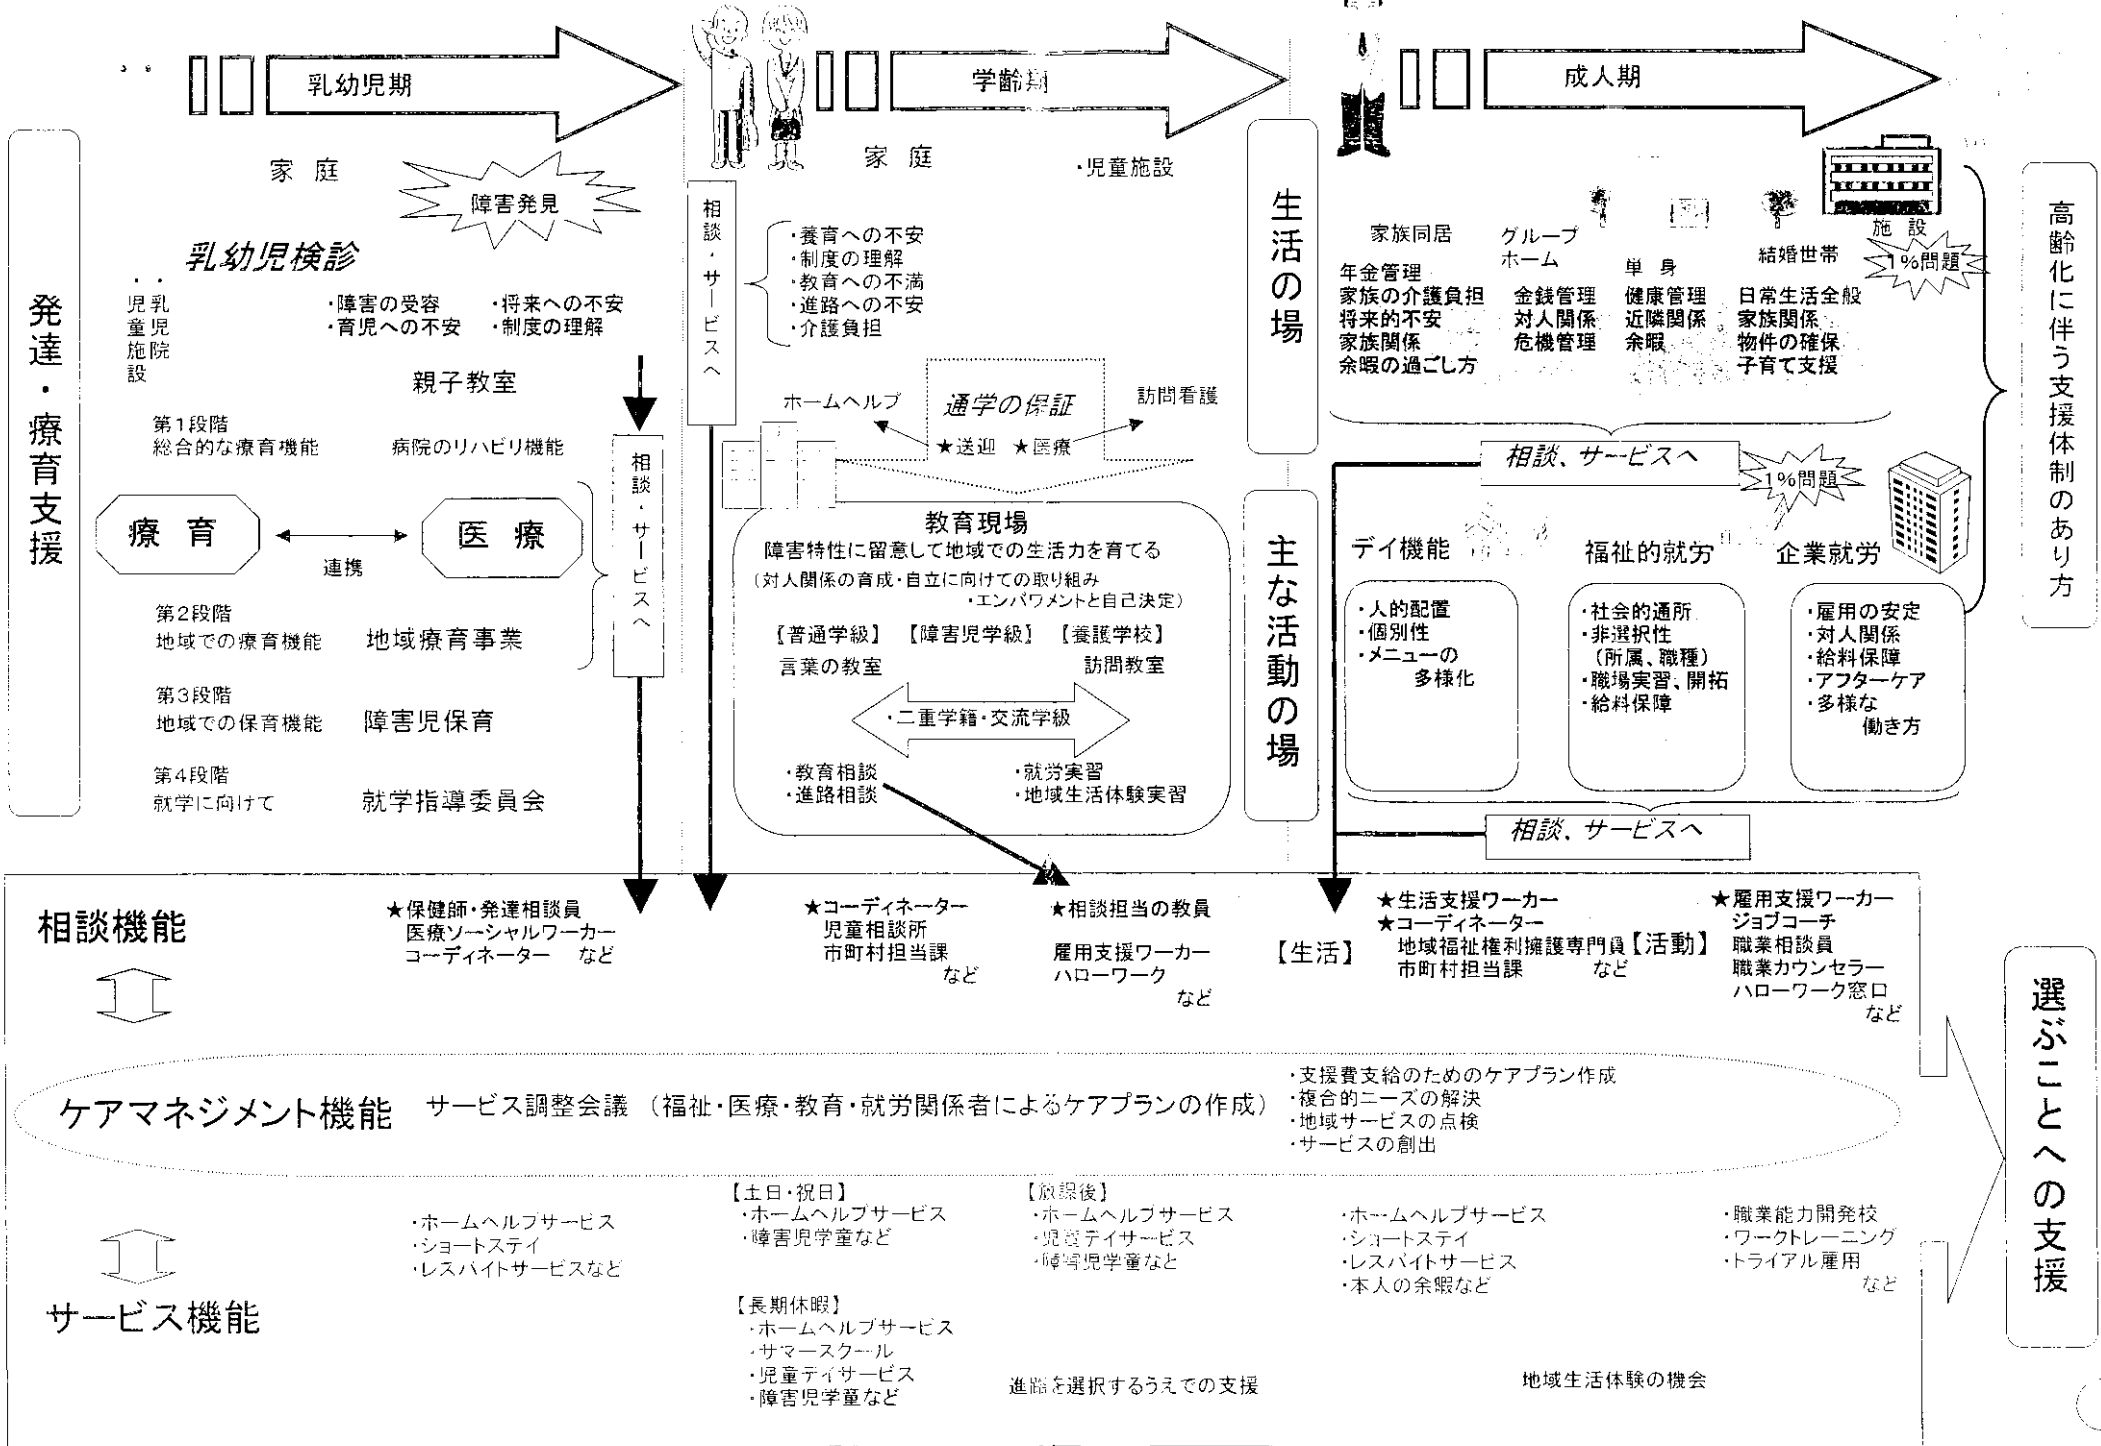 乳幼児期
学齢期
成人期
発達・療育支援
家 庭
障害発見
乳幼児検診
・乳児院
・児童施設
・障害の受容
・育児への不安
・将来への不安
・制度の理解
親子教室
第1段階
総合的な療育機能
病院のリハビリ機能
療 育
連携
医 療
第2段階
地域での療育機能
地域療育事業
第3段階
地域での保育機能
障害児保育
第4段階
就学に向けて
就学指導委員会
相談・サービスへ
相談・サービスへ
家 庭
・児童施設
・養育への不安
・制度の理解
・教育への不満
・進路への不安
・介護負担
ホームヘルプ
通学の保証
訪問看護
★送迎 ★医療
教育現場
障害特性に留意して地域での生活力を育てる
(対人関係の育成・自立に向けての取り組み
・エンパワメントと自己決定)
【普通学級】 【障害児学級】 【養護学校】
言葉の教室
訪問教室
・二重学籍・交流学級
・教育相談
・進路相談
・就労実習
・地域生活体験実習
生活の場
主な活動の場
家族同居
年金管理
家族の介護負担
将来的不安
家族関係
余暇の過ごし方
グループ
ホーム
金銭管理
対人関係
危機管理
単 身
健康管理
近隣関係
余暇
結婚世帯
日常生活全般
家族関係
物件の確保
子育て支援
施 設
1%問題
相談、サービスへ
1%問題
デイ機能
・人的配置
・個別性
・メニューの
多様化
福祉的就労
・社会的通所
・非選択性
(所属、職種)
・職場実習、開拓
・給料保障
企業就労
・雇用の安定
・対人関係
・給料保障
・アフターケア
・多様な
働き方
相談、サービスへ
高齢化に伴う支援体制のあり方
相談機能
★保健師・発達相談員
医療ソーシャルワーカー
コーディネーター など
★コーディネーター
児童相談所
市町村担当課
など
★相談担当の教員
雇用支援ワーカー
ハローワーク
など
【生活】
★生活支援ワーカー
★コーディネーター
地域福祉権利擁護専門員
市町村担当課 など
【活動】
★雇用支援ワーカー
ジョブコーチ
職業相談員
職業カウンセラー
ハローワーク窓口
など
ケアマネジメント機能
サービス調整会議 (福祉・医療・教育・就労関係者によるケアプランの作成)
・支援費支給のためのケアプラン作成
・複合的ニーズの解決
・地域サービスの点検
・サービスの創出
サービス機能
・ホームヘルプサービス
・ショートステイ
・レスパイトサービスなど
【土日・祝日】
・ホームヘルプサービス
・障害児学童など
【長期休暇】
・ホームヘルプサービス
・サマースクール
・児童デイサービス
・障害児学童など
【放課後】
・ホームヘルプサービス
・児童デイサービス
・障害児学童など
進路を選択するうえでの支援
・ホームヘルプサービス
・ショートステイ
・レスパイトサービス
・本人の余暇など
・職業能力開発校
・ワークトレーニング
・トライアル雇用
など
地域生活体験の機会
選ぶことへの支援